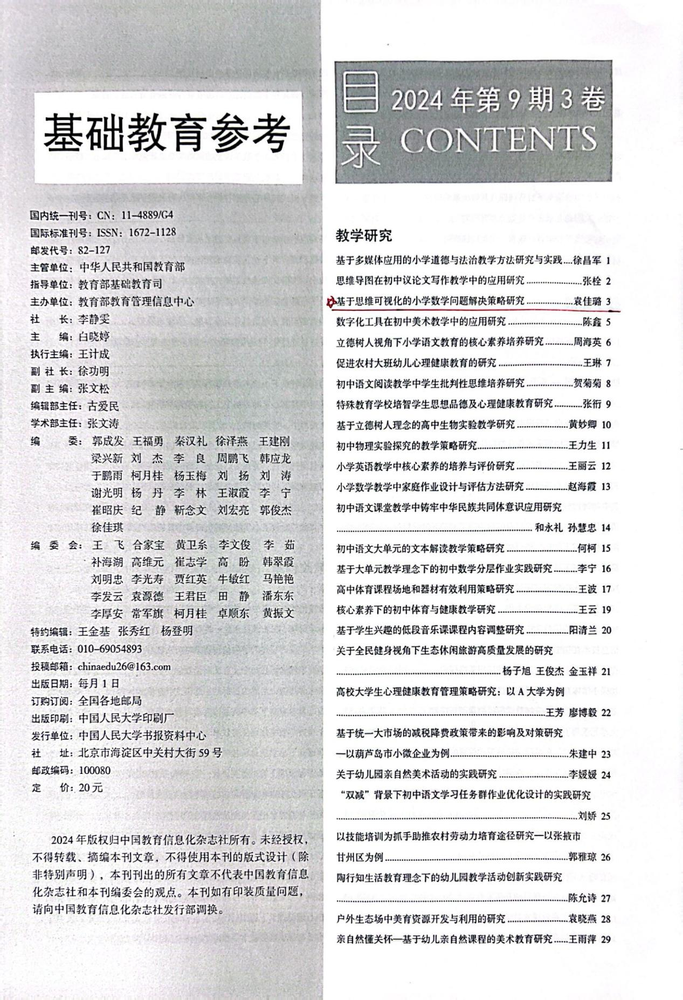 基础教育参考
国内统一刊号：CN：11-4889/G4
国际标准刊号：ISSN：1672-1128
邮发代号：82-127
主管单位：中华人民共和国教育部
指导单位：教育部基础教育司
主办单位：教育部教育管理信息中心
社　　长：李静雯
主　　编：白晓婷
执行主编：王计成
副 社 长：徐功明
副 主 编：张文松
编辑部主任：古爱民
学术部主任：张文涛
编　　委：郭成发 王福勇 秦汉礼 徐泽燕 王建刚
梁兴新 刘　杰 李　良 周鹏飞 韩应龙
于鹏雨 柯月桂 杨玉梅 刘　扬 刘　涛
谢光明 杨　丹 李　林 王淑霞 李　宁
崔昭庆 纪　静 靳念文 刘宏亮 郭俊杰
徐佳琪
编 委 会：王　飞 合家宝 黄卫糸 李文俊 李　茹
补海湖 高维元 崔志学 高　盼 韩翠霞
刘明忠 李光寿 贾红英 牛敏红 马艳艳
李发云 袁源德 王君臣 田　静 潘东东
李厚安 常军旗 柯月桂 卓顺东 黄振文
特约编辑：王金基 张秀红 杨登明
联系电话：010-69054893
投稿邮箱：chinaedu26@163.com
出版日期：每月 1 日
订购订阅：全国各地邮局
出版印刷：中国人民大学印刷厂
发行单位：中国人民大学书报资料中心
社　　址：北京市海淀区中关村大街 59 号
邮政编码：100080
定　　价：20 元
2024 年版权归中国教育信息化杂志社所有。未经授权，
不得转载、摘编本刊文章，不得使用本刊的版式设计（除
非特别声明），本刊刊出的所有文章不代表中国教育信息
化杂志社和本刊编委会的观点。本刊如有印装质量问题，
请向中国教育信息化杂志社发行部调换。
目录
2024 年第 9 期 3 卷
CONTENTS
教学研究
基于多媒体应用的小学道德与法治教学方法研究与实践....徐昌军 1
思维导图在初中议论文写作教学中的应用研究....................张栓 2
基于思维可视化的小学数学问题解决策略研究.................袁佳璐 3
数字化工具在初中美术教学中的应用研究...........................陈鑫 5
立德树人视角下小学语文教育的核心素养培养研究..........周海英 6
促进农村大班幼儿心理健康教育的研究..............................王琳 7
初中语文阅读教学中学生批判性思维培养研究.................贺菊菊 8
特殊教育学校培智学生思想品德及心理健康教育研究..........张衍 9
基于立德树人理念的高中生物实验教学研究..................黄妙卿 10
初中物理实验探究的教学策略研究.................................王力生 11
小学英语教学中核心素养的培养与评价研究...................王丽云 12
小学数学教学中家庭作业设计与评估方法研究...............赵海霞 13
初中语文课堂教学中铸牢中华民族共同体意识应用研究
........................................................................和永礼 孙慧忠 14
初中语文大单元的文本解读教学策略研究..........................何柯 15
基于大单元教学理念下的初中数学分层作业实践研究.........李宁 16
高中体育课程场地和器材有效利用策略研究......................王波 17
核心素养下的初中体育与健康教学研究.............................王云 19
基于学生兴趣的低段音乐课课程内容调整研究................阳清兰 20
关于全民健身视角下生态休闲旅游高质量发展的研究
.............................................................杨子旭 王俊杰 金玉祥 21
高校大学生心理健康教育管理策略研究：以 A 大学为例
.............................................................................王芳 廖博毅 22
基于统一大市场的减税降费政策带来的影响及对策研究
—以葫芦岛市小微企业为例...........................................朱建中 23
关于幼儿园亲自然美术活动的实践研究.........................李媛媛 24
“双减”背景下初中语文学习任务群作业优化设计的实践研究
.........................................................................................刘娇 25
以技能培训为抓手助推农村劳动力培育途径研究—以张掖市
甘州区为例....................................................................郭雅琼 26
陶行知生活教育理念下的幼儿园教学活动创新实践研究
......................................................................................陈允诗 27
户外生态场中美育资源开发与利用的研究......................袁晓燕 28
亲自然懂关怀—基于幼儿亲自然课程的美术教育研究......王雨萍 29